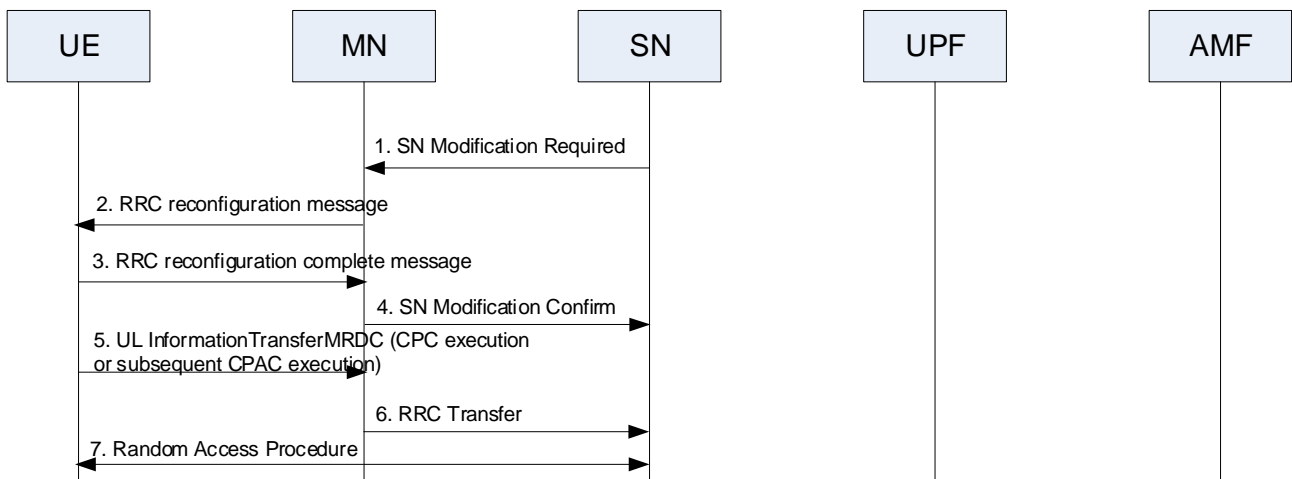 UE
MN
SN
UPF
AMF
1. SN Modification Required
2. RRC reconfiguration message
3. RRC reconfiguration complete message
4. SN Modification Confirm
5. UL InformationTransferMRDC (CPC execution
or subsequent CPAC execution)
6. RRC Transfer
7. Random Access Procedure